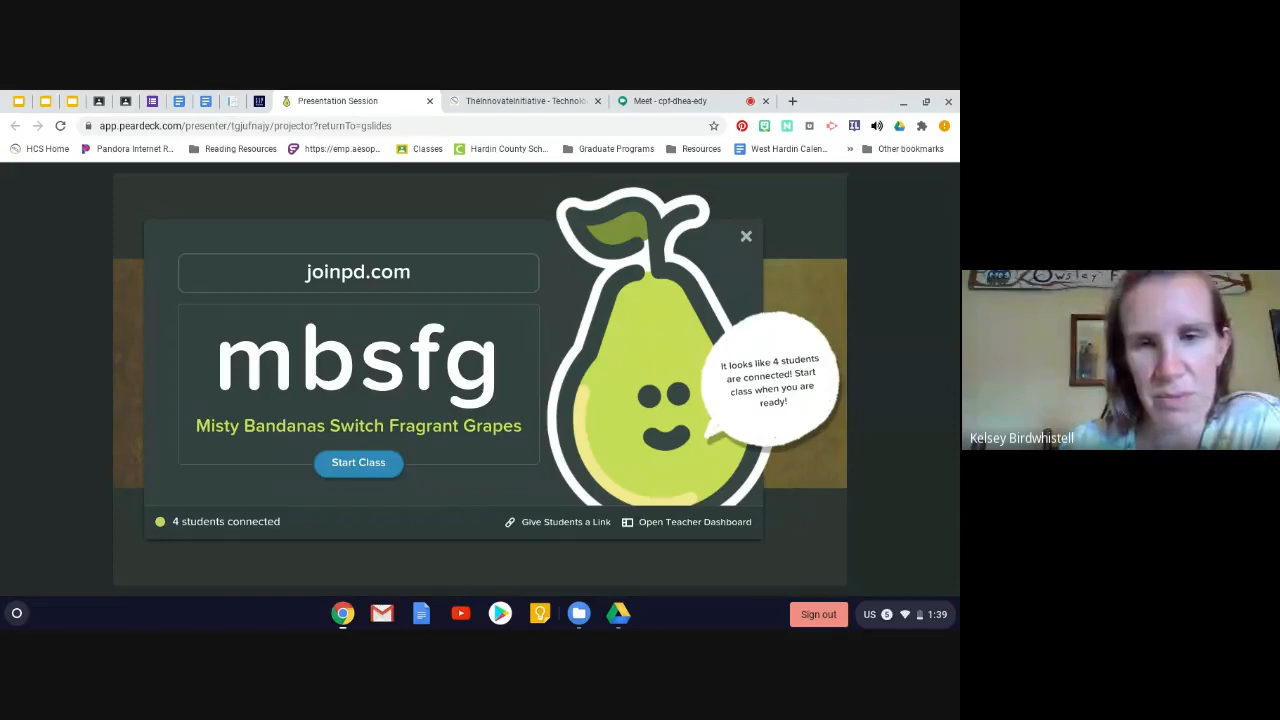 Presentation Session
TheInnovateInitiative - Technolo
Meet - cpf-dhea-edy
app.peardeck.com/presenter/tgjufnajy/projector?returnTo=gslides
HCS Home
Pandora Internet R...
Reading Resources
https://emp.aesop...
Classes
Hardin County Sch...
Graduate Programs
Resources
West Hardin Calen...
»
Other bookmarks
joinpd.com
mbsfg
Misty Bandanas Switch Fragrant Grapes
Start Class
It looks like 4 students
are connected! Start
class when you are
ready!
4 students connected
Give Students a Link
Open Teacher Dashboard
Sign out
US
5
1:39
Owsley F
Kelsey Birdwhistell